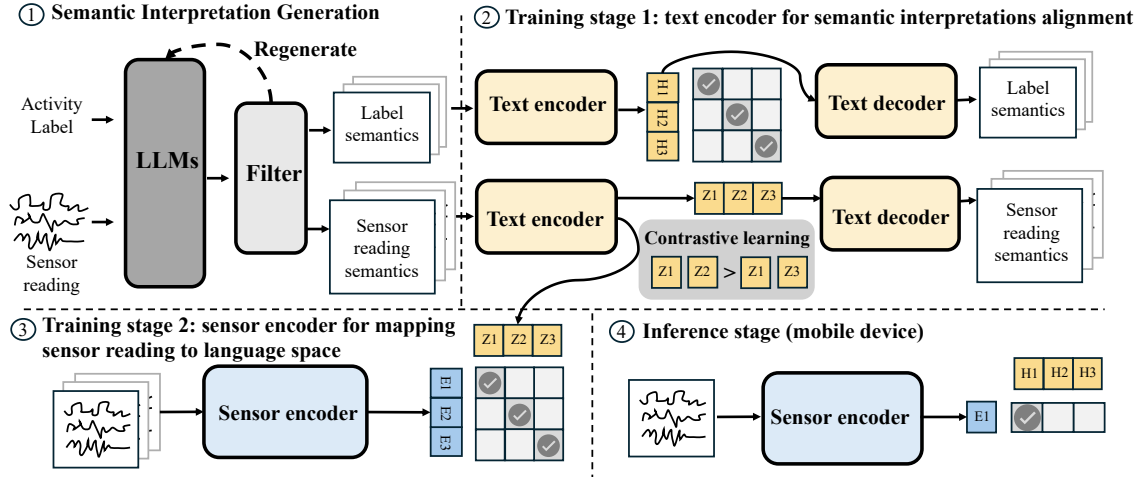 1 Semantic Interpretation Generation
Regenerate
Activity
Label
Sensor
reading
LLMs
Filter
Label
semantics
Sensor
reading
semantics
2 Training stage 1: text encoder for semantic interpretations alignment
Text encoder
H1
H2
H3
Text decoder
Label
semantics
Text encoder
Z1 Z2 Z3
Text decoder
Sensor
reading
semantics
Contrastive learning
Z1 Z2 > Z1 Z3
3 Training stage 2: sensor encoder for mapping
sensor reading to language space
Z1 Z2 Z3
Sensor encoder
E1
E2
E3
4 Inference stage (mobile device)
H1 H2 H3
Sensor encoder
E1